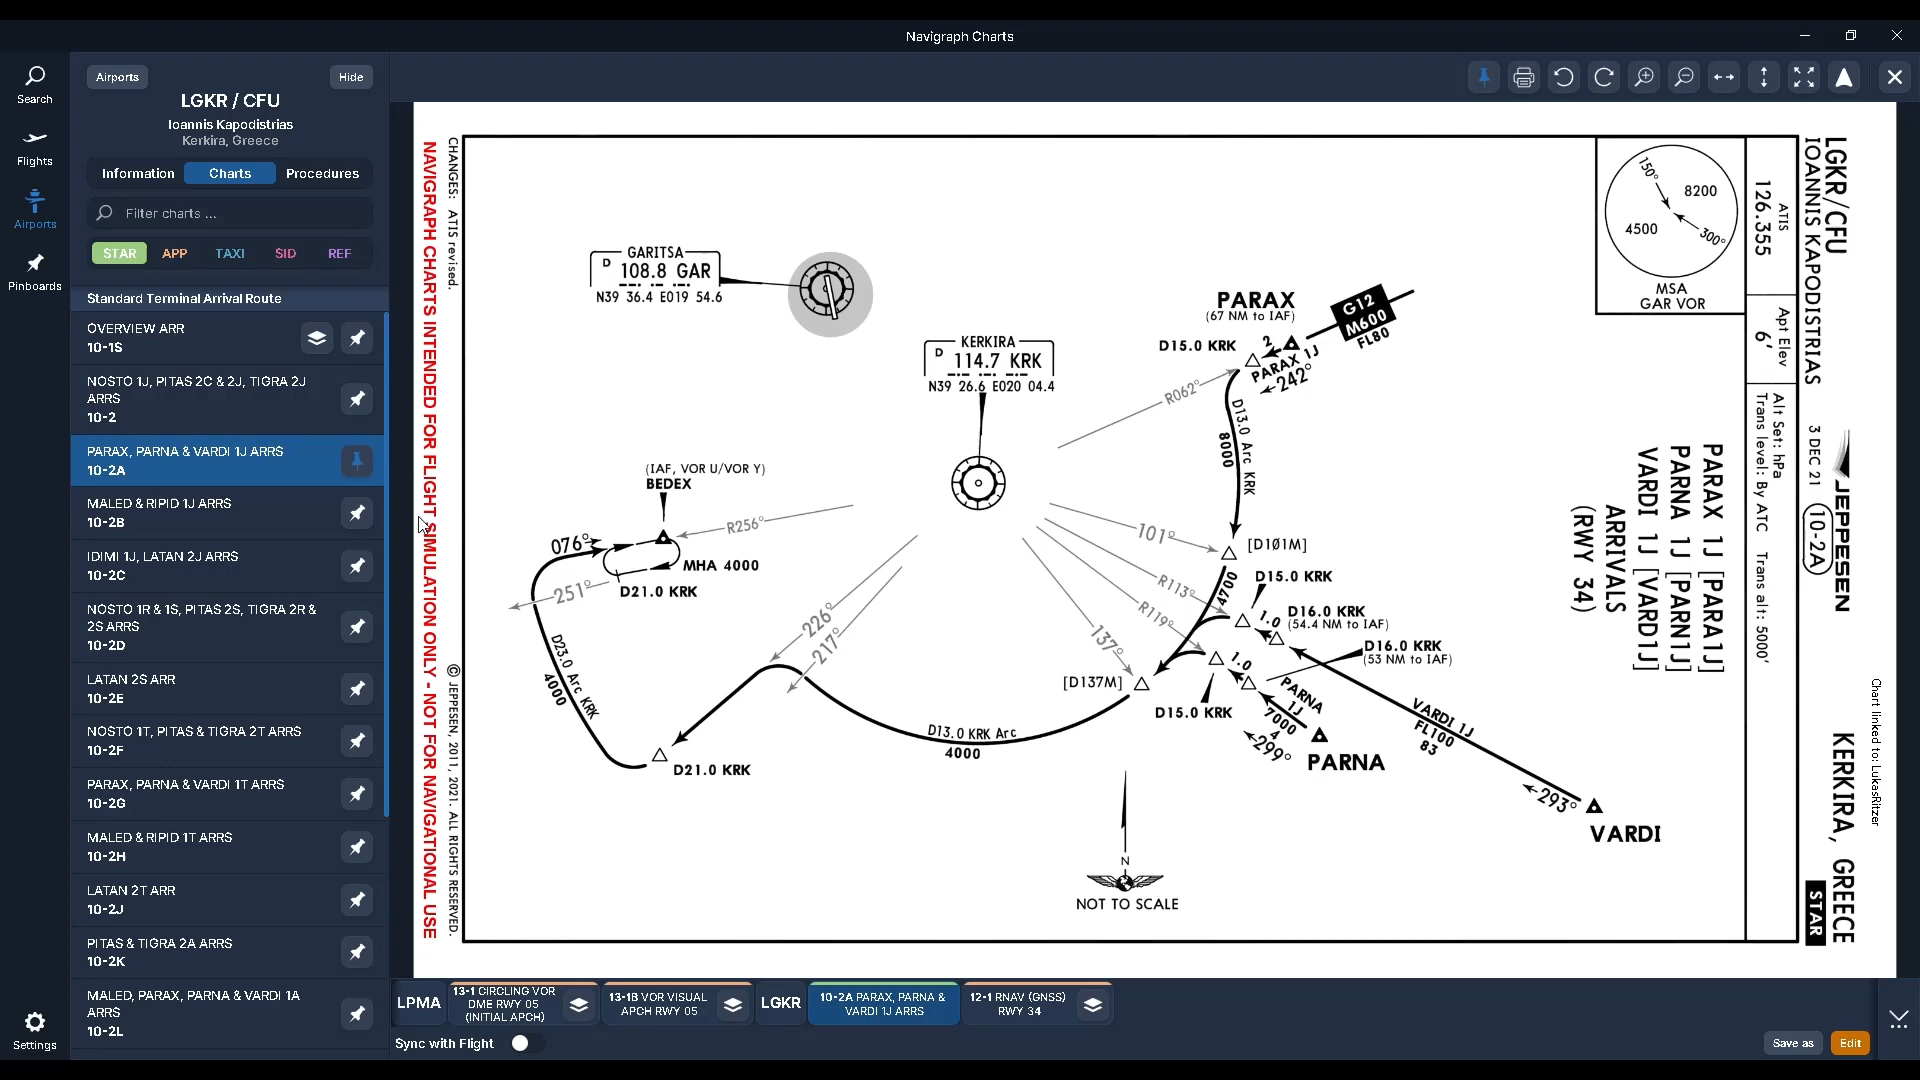 Navigraph Charts
Search
Flights
Airports
Pinboards
Settings
Airports
Hide
LGKR / CFU
Ioannis Kapodistrias
Kerkira, Greece
Information
Charts
Procedures
Filter charts ...
STAR
APP
TAXI
SID
REF
Standard Terminal Arrival Route
OVERVIEW ARR
10-1S
NOSTO 1J, PITAS 2C & 2J, TIGRA 2J
ARRS
10-2
PARAX, PARNA & VARDI 1J ARRS
10-2A
MALED & RIPID 1J ARRS
10-2B
IDIMI 1J, LATAN 2J ARRS
10-2C
NOSTO 1R & 1S, PITAS 2S, TIGRA 2R &
2S ARRS
10-2D
LATAN 2S ARR
10-2E
NOSTO 1T, PITAS & TIGRA 2T ARRS
10-2F
PARAX, PARNA & VARDI 1T ARRS
10-2G
MALED & RIPID 1T ARRS
10-2H
LATAN 2T ARR
10-2J
PITAS & TIGRA 2A ARRS
10-2K
MALED, PARAX, PARNA & VARDI 1A
ARRS
10-2L
NAVIGRAPH CHARTS INTENDED FOR FLIGHT SIMULATION ONLY - NOT FOR NAVIGATIONAL USE
CHANGES: ATIS revised.
© JEPPESEN, 2011, 2021. ALL RIGHTS RESERVED.
GARITSA
D 108.8 GAR
N39 36.4 E019 54.6
KERKIRA
D 114.7 KRK
N39 26.6 E020 04.4
PARAX
(67 NM to IAF)
G12
M600
FL80
D15.0 KRK
2
PARAX 1J
242°
R062°
D13.0 Arc KRK
8000
(IAF, VOR U/VOR Y)
BEDEX
R256°
076°
MHA 4000
251°
D21.0 KRK
101°
[D101M]
4700
D15.0 KRK
R113°
1.0
D16.0 KRK
(54.4 NM to IAF)
R119°
D16.0 KRK
(53 NM to IAF)
1.0
137°
[D137M]
D15.0 KRK
PARNA
1J
7000
4
299°
PARNA
VARDI 1J
FL100
83
293°
VARDI
226°
217°
D23.0 Arc KRK
4000
D21.0 KRK
D13.0 KRK Arc
4000
N
NOT TO SCALE
150°
8200
4500
300°
MSA
GAR VOR
LGKR/CFU
IOANNIS KAPODISTRIAS
3 DEC 21
10-2A
JEPPESEN
KERKIRA, GREECE
STAR
ATIS
126.355
Apt Elev
6'
Alt Set: hPa
Trans level: By ATC Trans alt: 5000'
PARAX 1J [PARA1J]
PARNA 1J [PARN1J]
VARDI 1J [VARD1J]
ARRIVALS
(RWY 34)
Chart linked to: LukasRitzer
LPMA
13-1 CIRCLING VOR
DME RWY 05
(INITIAL APCH)
13-1B VOR VISUAL
APCH RWY 05
LGKR
10-2A PARAX, PARNA &
VARDI 1J ARRS
12-1 RNAV (GNSS)
RWY 34
Sync with Flight
Save as
Edit